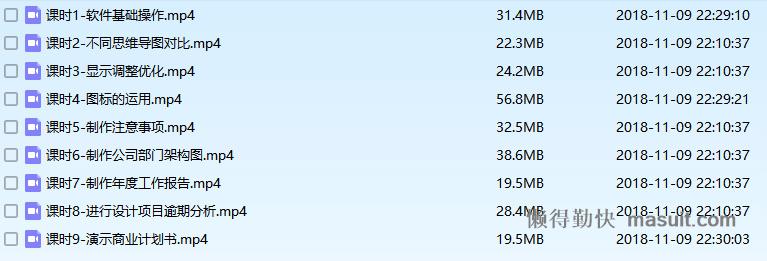 课时1-软件基础操作.mp4 31.4MB 2018-11-09 22:29:10
课时2-不同思维导图对比.mp4 22.3MB 2018-11-09 22:10:37
课时3-显示调整优化.mp4 24.2MB 2018-11-09 22:10:37
课时4-图标的运用.mp4 56.8MB 2018-11-09 22:29:21
课时5-制作注意事项.mp4 32.5MB 2018-11-09 22:10:37
课时6-制作公司部门架构图.mp4 38.6MB 2018-11-09 22:10:37
课时7-制作年度工作报告.mp4 19.5MB 2018-11-09 22:10:37
课时8-进行设计项目逾期分析.mp4 28.4MB 2018-11-09 22:10:37
懒得勤快 masuit.com
课时9-演示商业计划书.mp4 19.5MB 2018-11-09 22:30:03